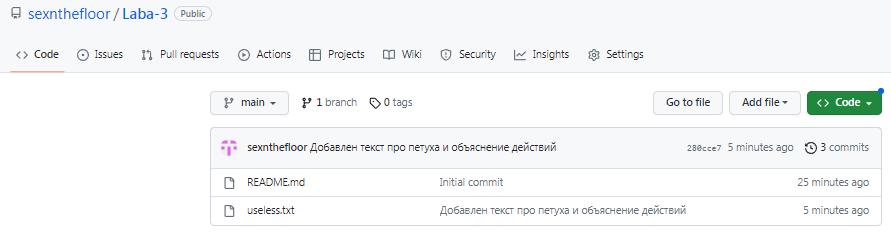 sexnthefloor / Laba-3 Public
Code Issues Pull requests Actions Projects Wiki Security Insights Settings
main 1 branch 0 tags Go to file Add file Code
sexnthefloor Добавлен текст про петуха и объяснение действий 280cce7 5 minutes ago 3 commits
README.md Initial commit 25 minutes ago
useless.txt Добавлен текст про петуха и объяснение действий 5 minutes ago